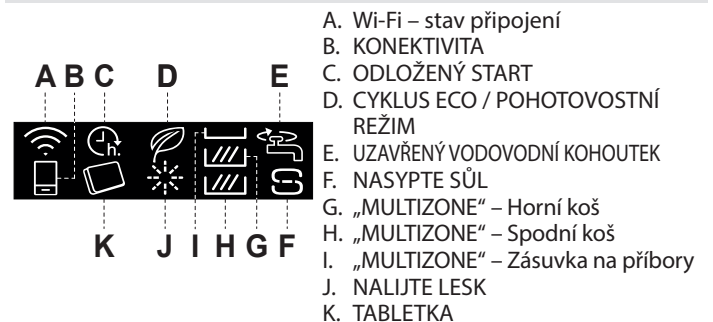 A B C D E
h.
K J I H G F
A. Wi-Fi – stav připojení
B. KONEKTIVITA
C. ODLOŽENÝ START
D. CYKLUS ECO / POHOTOVOSTNÍ
REŽIM
E. UZAVŘENÝ VODOVODNÍ KOHOUTEK
F. NASYPTE SŮL
G. „MULTIZONE“ – Horní koš
H. „MULTIZONE“ – Spodní koš
I. „MULTIZONE“ – Zásuvka na příbory
J. NALIJTE LESK
K. TABLETKA